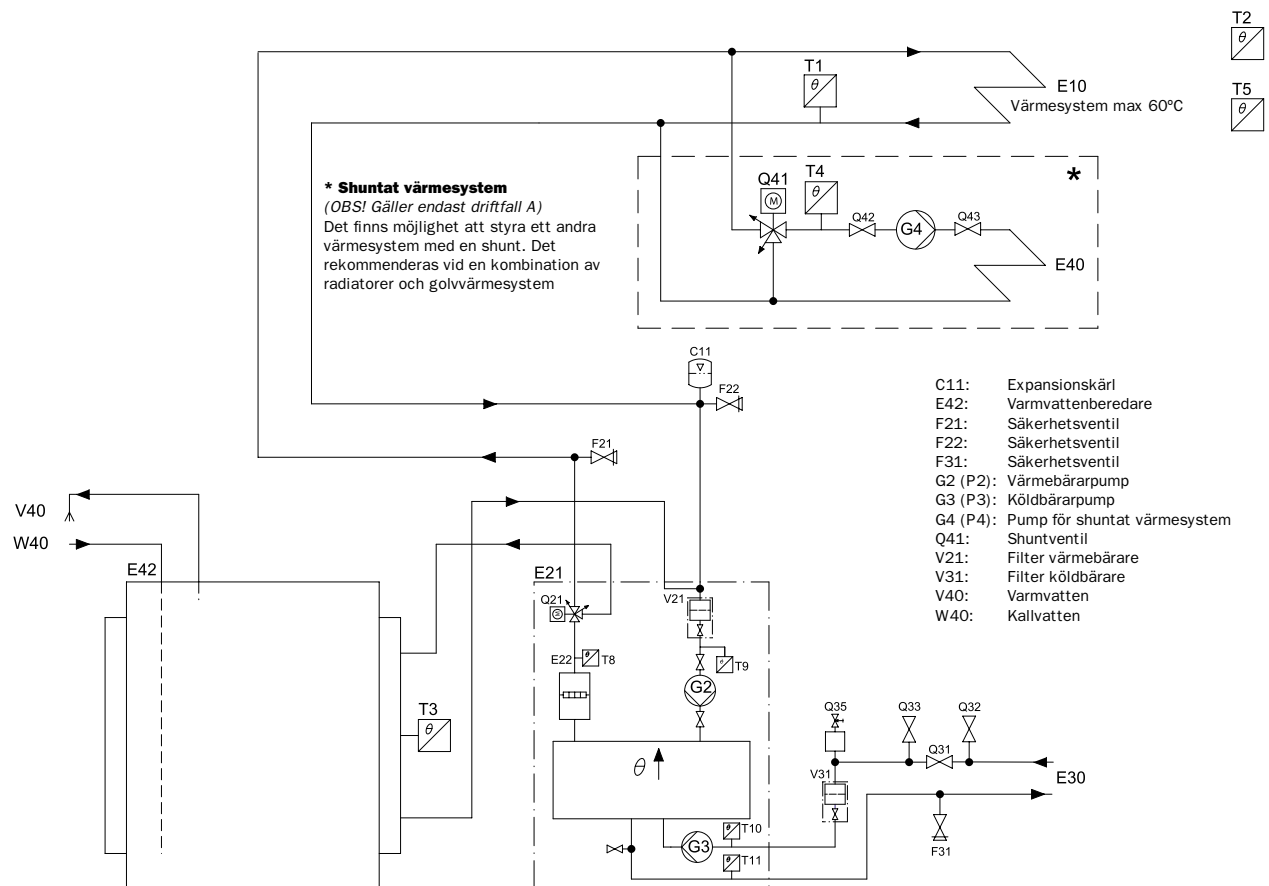 T2
θ
T1
θ
E10
Värmesystem max 60ºC
T5
θ
* Shuntat värmesystem
(OBS! Gäller endast driftfall A)
Det finns möjlighet att styra ett andra
värmesystem med en shunt. Det
rekommenderas vid en kombination av
radiatorer och golvvärmesystem
*
Q41
M
T4
θ
Q42
G4
Q43
E40
C11
F22
F21
C11: Expansionskärl
E42: Varmvattenberedare
F21: Säkerhetsventil
F22: Säkerhetsventil
F31: Säkerhetsventil
G2 (P2): Värmebärarpump
G3 (P3): Köldbärarpump
G4 (P4): Pump för shuntat värmesystem
Q41: Shuntventil
V21: Filter värmebärare
V31: Filter köldbärare
V40: Varmvatten
W40: Kallvatten
V40
W40
E42
E21
Q21
M
V21
E22
θ
T8
θ
T9
G2
T3
θ
θ
Q35
Q33
Q32
Q31
V31
E30
θ
T10
G3
θ
T11
F31